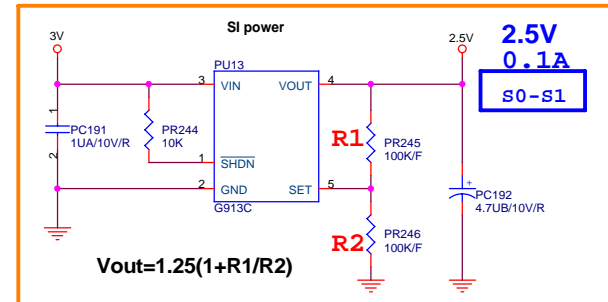 SI power
3V
2.5V
2.5V
0.1A
S0-S1
PU13
3
VIN
VOUT
4
1
PC191
1UA/10V/R
2
PR244
10K
R1
PR245
100K/F
1
SHDN
2
GND
SET
5
G913C
R2
PR246
100K/F
+
PC192
4.7UB/10V/R
Vout=1.25(1+R1/R2)